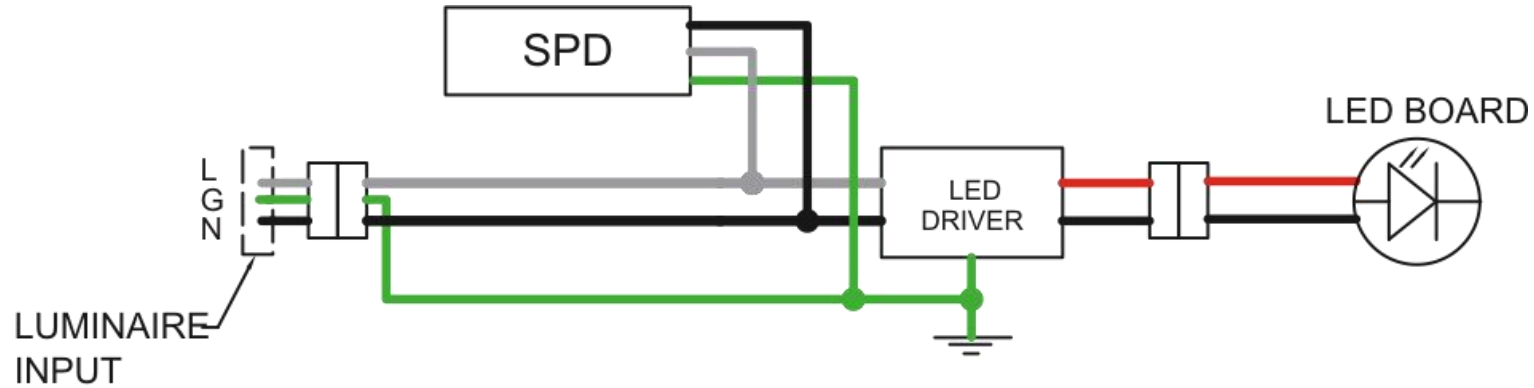 SPD
LED BOARD
L
G
N
LED
DRIVER
LUMINAIRE
INPUT